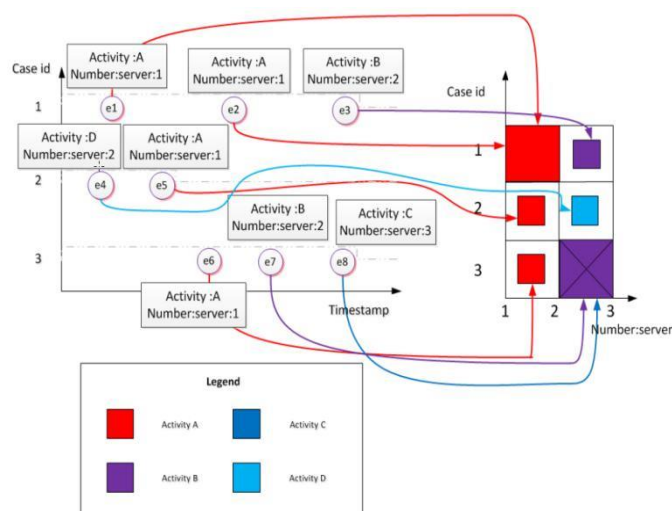 Activity :A
Number:server:1
Activity :A
Number:server:1
Activity :B
Number:server:2
Case id
Case id
1
e1
e2
e3
Activity :D
Number:server:2
Activity :A
Number:server:1
1
2
e4
e5
Activity :B
Number:server:2
Activity :C
Number:server:3
2
3
e6
e7
e8
3
Activity :A
Number:server:1
Timestamp
1
2
3
Number:server
Legend
Activity A
Activity C
Activity B
Activity D